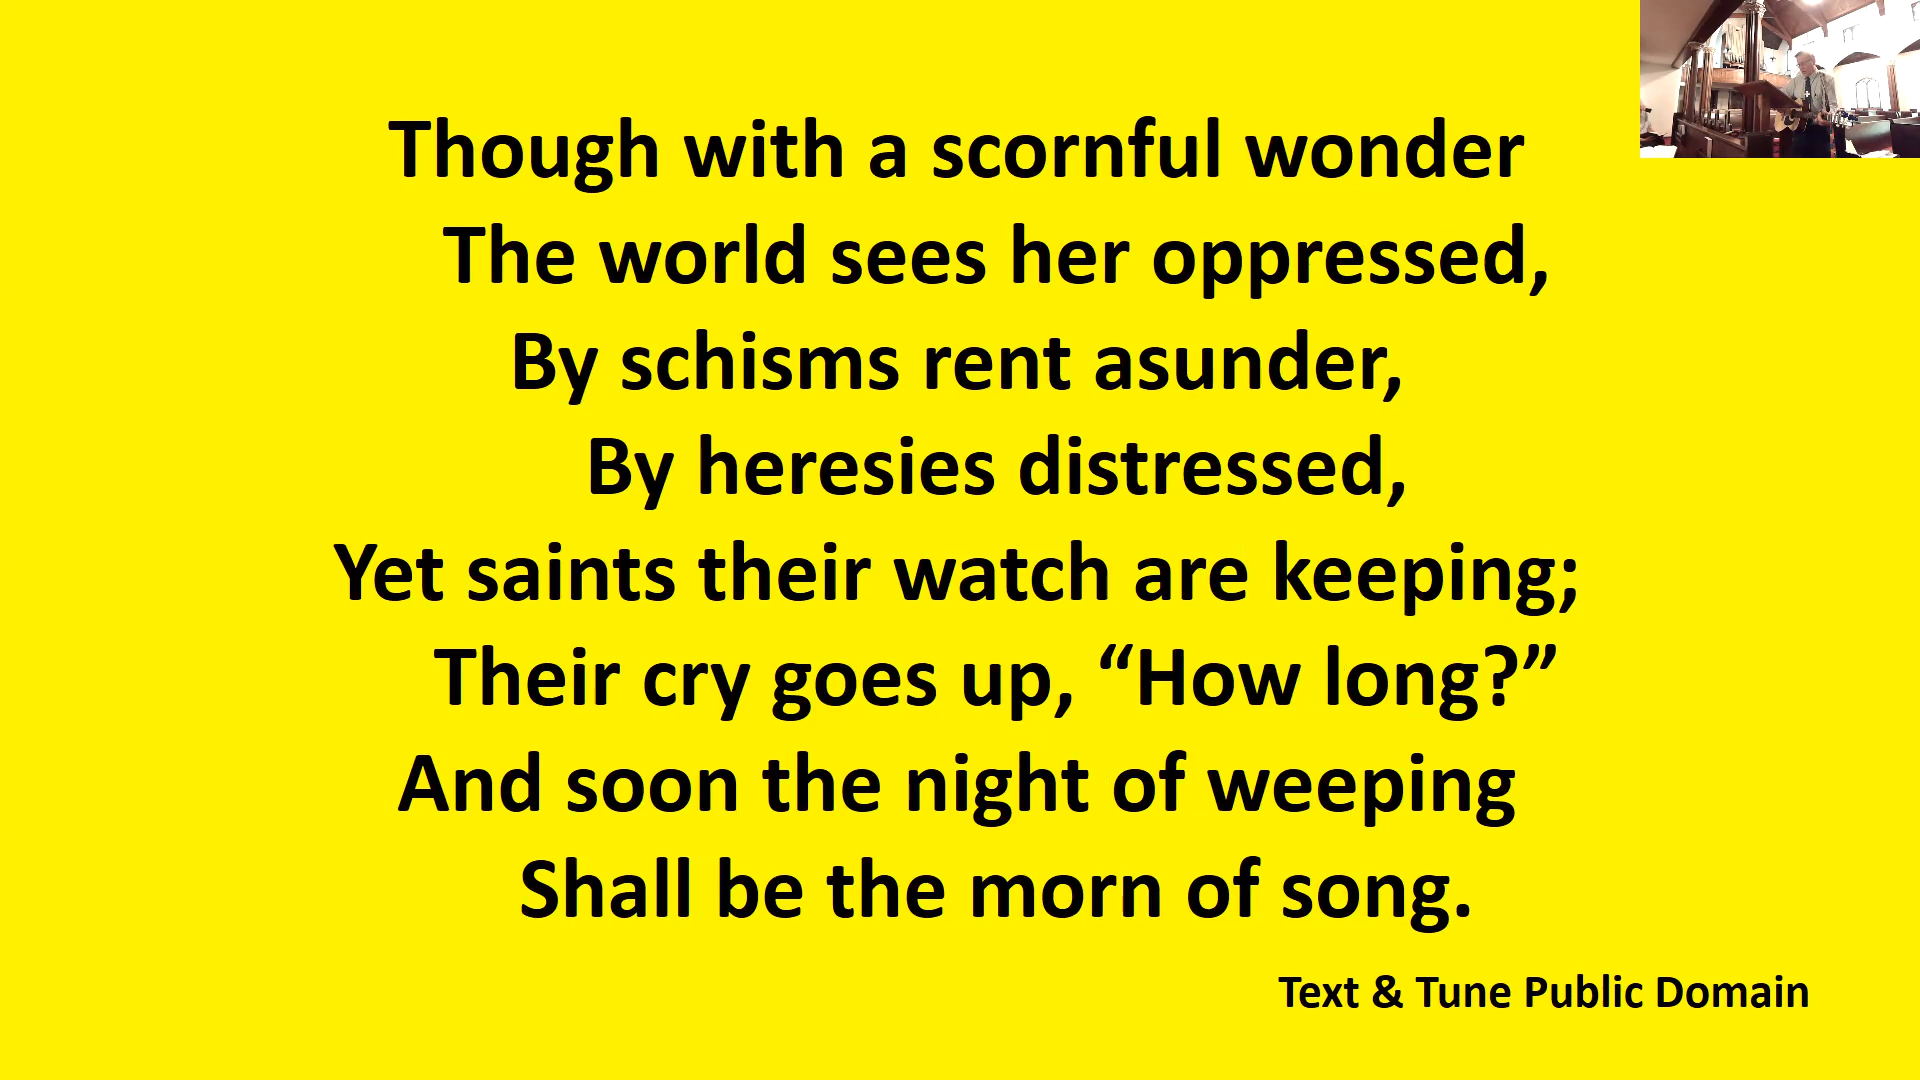 Though with a scornful wonder
The world sees her oppressed,
By schisms rent asunder,
By heresies distressed,
Yet saints their watch are keeping;
Their cry goes up, “How long?”
And soon the night of weeping
Shall be the morn of song.
Text & Tune Public Domain